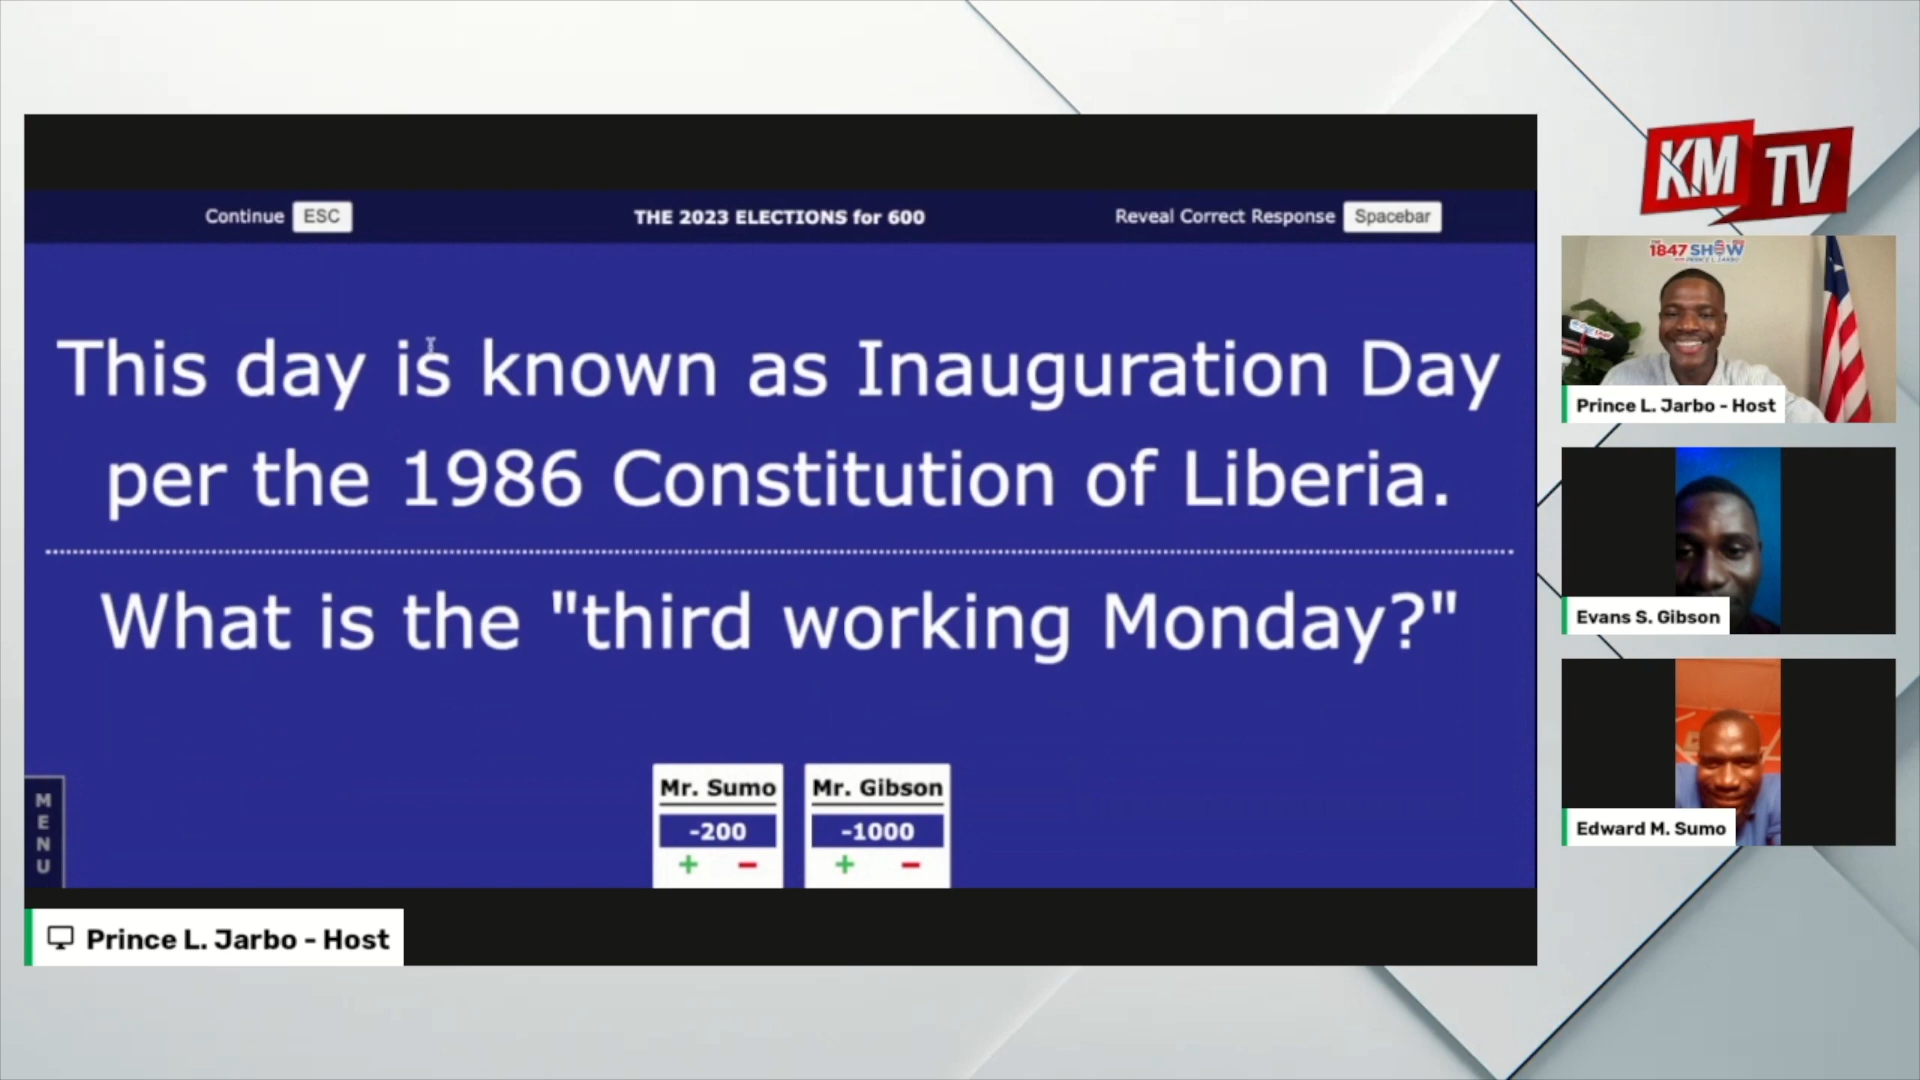 Continue ESC
THE 2023 ELECTIONS for 600
Reveal Correct Response Spacebar
This day is known as Inauguration Day
per the 1986 Constitution of Liberia.
What is the "third working Monday?"
MENU
Mr. Sumo
-200
+ −
Mr. Gibson
-1000
+ −
Prince L. Jarbo - Host
KM TV
1847 SHOW
Prince L. Jarbo - Host
Evans S. Gibson
Edward M. Sumo